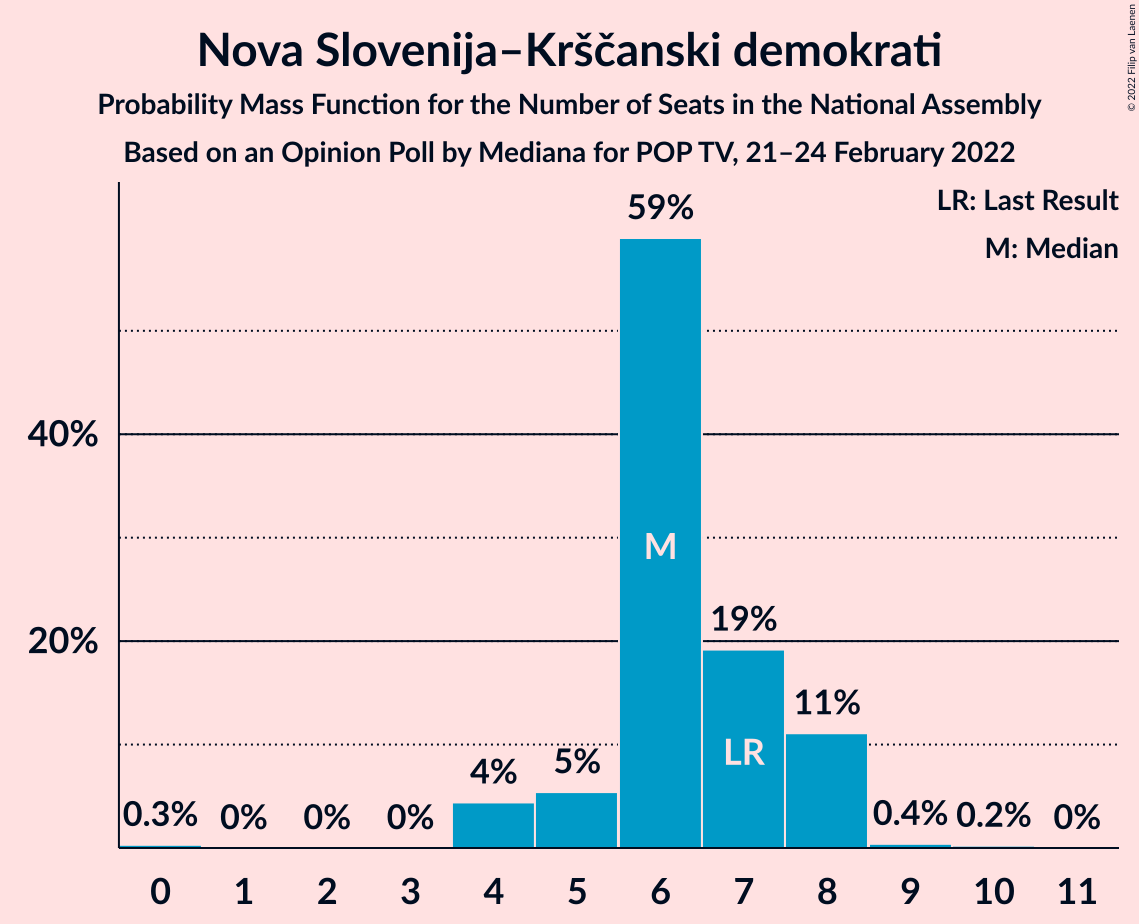 Nova Slovenija–Krščanski demokrati
Probability Mass Function for the Number of Seats in the National Assembly
Based on an Opinion Poll by Mediana for POP TV, 21–24 February 2022
© 2022 Filip van Laenen
LR: Last Result
M: Median
59%
40%
M
19%
20%
11%
LR
5%
4%
0.3% 0% 0% 0% 0.4% 0.2% 0%
0 1 2 3 4 5 6 7 8 9 10 11